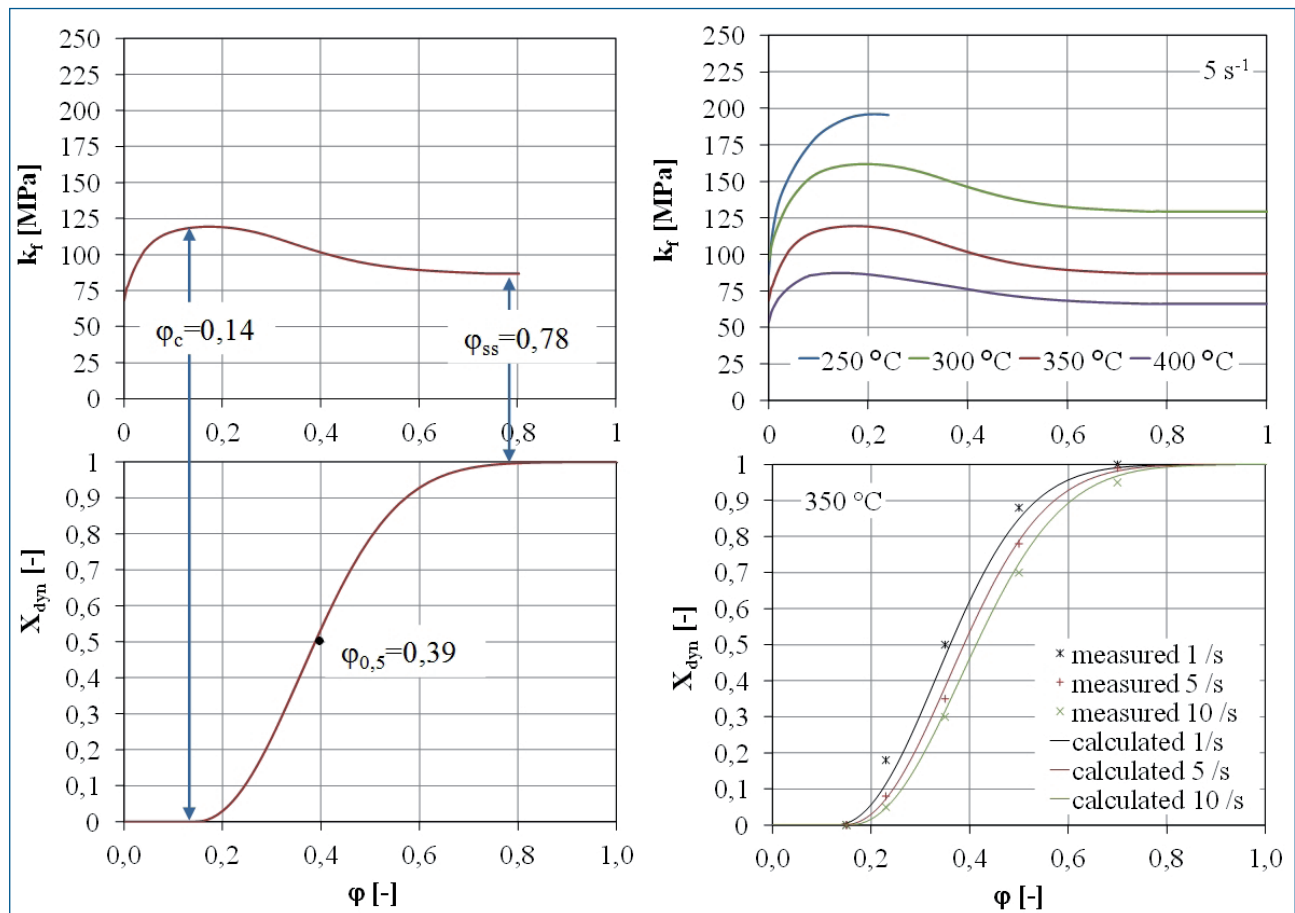 250
225
200
175
150
125
100
75
50
25
0
k_f [MPa]
φ_c=0,14
φ_ss=0,78
0 0,2 0,4 0,6 0,8 1
250
225
200
175
150
125
100
75
50
25
0
k_f [MPa]
5 s⁻¹
250 °C 300 °C 350 °C 400 °C
0 0,2 0,4 0,6 0,8 1
1
0,9
0,8
0,7
0,6
0,5
0,4
0,3
0,2
0,1
0
X_dyn [-]
φ_0,5=0,39
0,0 0,2 0,4 0,6 0,8 1,0
φ [-]
1
0,9
0,8
0,7
0,6
0,5
0,4
0,3
0,2
0,1
0
X_dyn [-]
350 °C
measured 1 /s
measured 5 /s
measured 10 /s
calculated 1/s
calculated 5 /s
calculated 10 /s
0,0 0,2 0,4 0,6 0,8 1,0
φ [-]